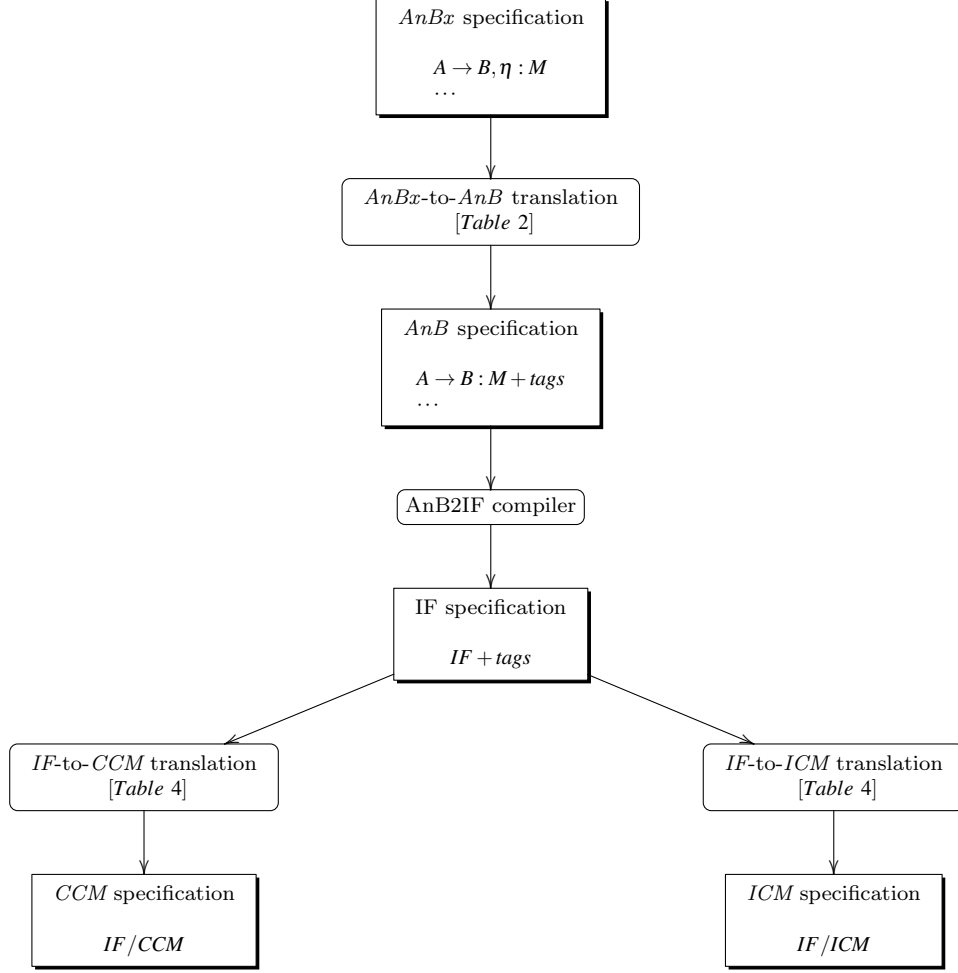 AnBx specification
A → B, η : M
...
AnBx-to-AnB translation
[Table 2]
AnB specification
A → B : M + tags
...
AnB2IF compiler
IF specification
IF + tags
IF-to-CCM translation
[Table 4]
IF-to-ICM translation
[Table 4]
CCM specification
IF/CCM
ICM specification
IF/ICM